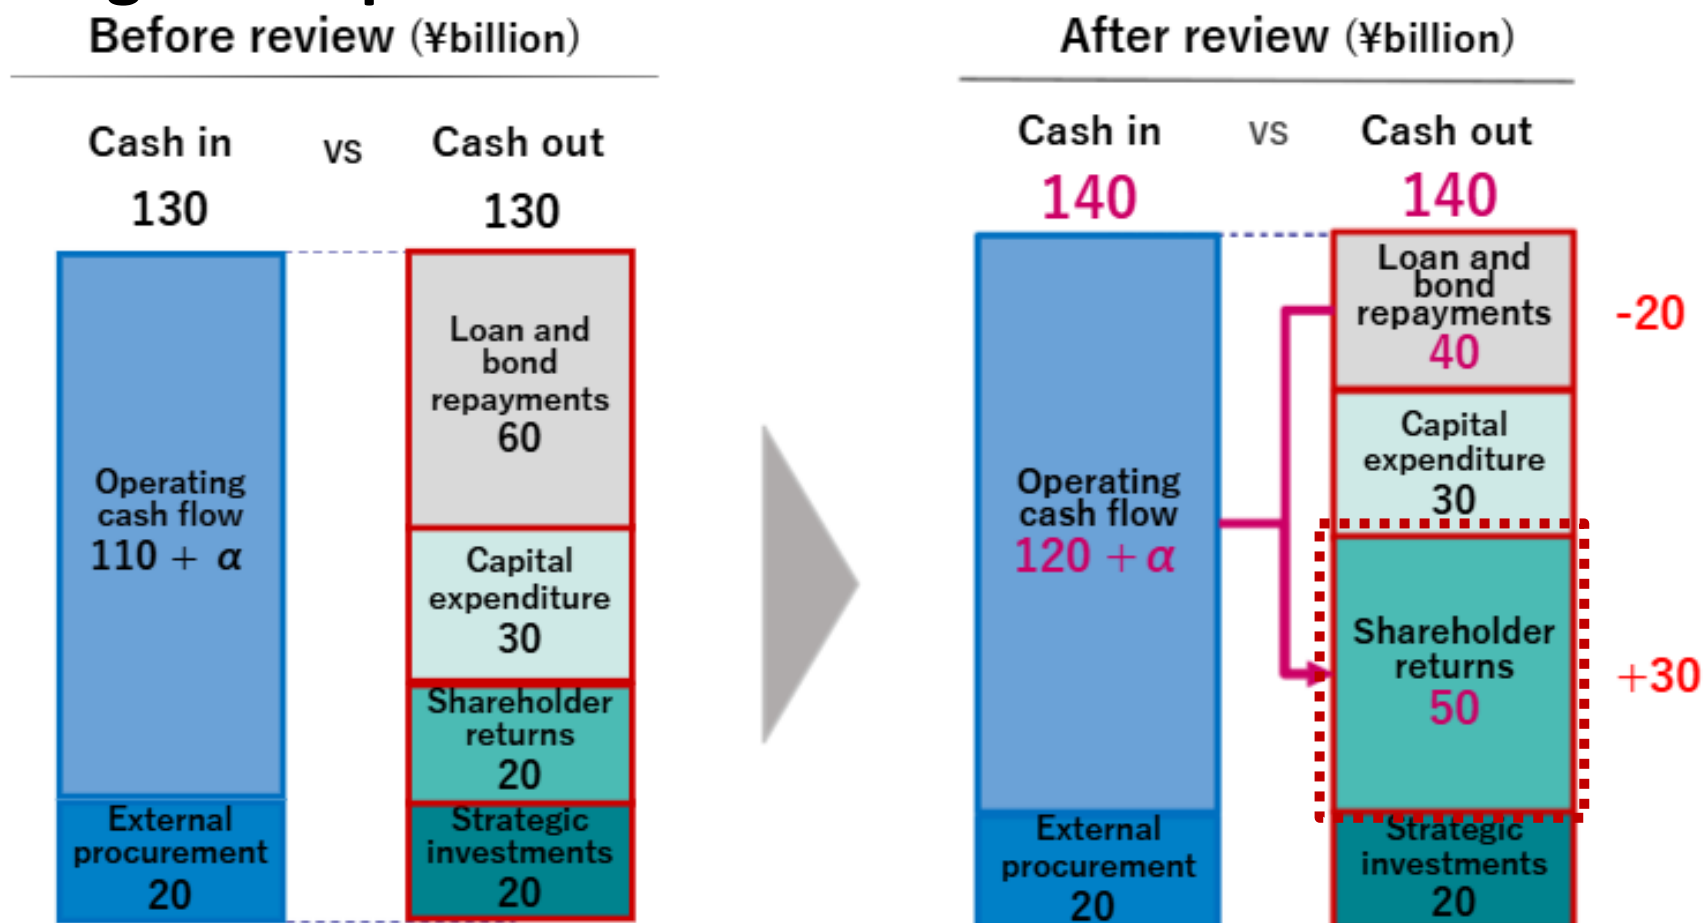 Before review (¥billion)
Cash in vs Cash out
130 130
Operating
cash flow
110 + α
External
procurement
20
Loan and
bond
repayments
60
Capital
expenditure
30
Shareholder
returns
20
Strategic
investments
20
After review (¥billion)
Cash in vs Cash out
140 140
Operating
cash flow
120 + α
External
procurement
20
Loan and
bond
repayments
40
-20
Capital
expenditure
30
Shareholder
returns
50
+30
Strategic
investments
20